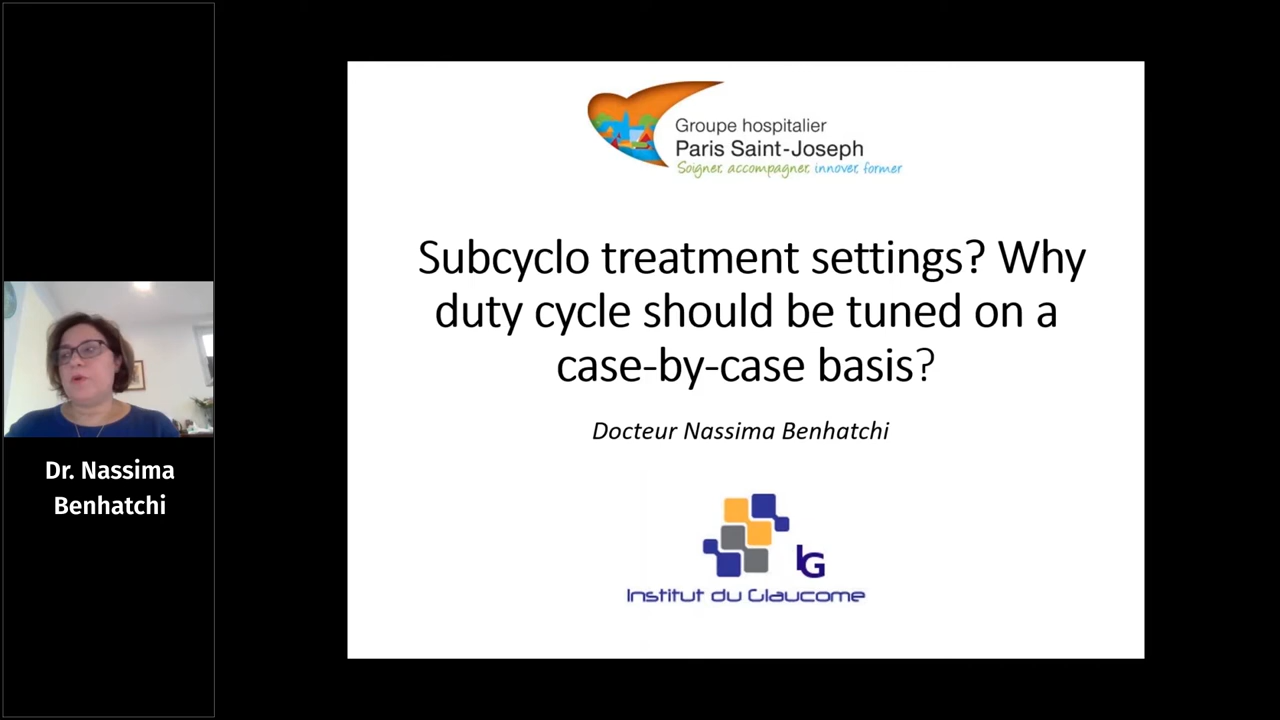 Groupe hospitalier
Paris Saint-Joseph
Soigner, accompagner, innover, former
Subcyclo treatment settings? Why
duty cycle should be tuned on a
case-by-case basis?
Docteur Nassima Benhatchi
IG
Institut du Glaucome
Dr. Nassima
Benhatchi